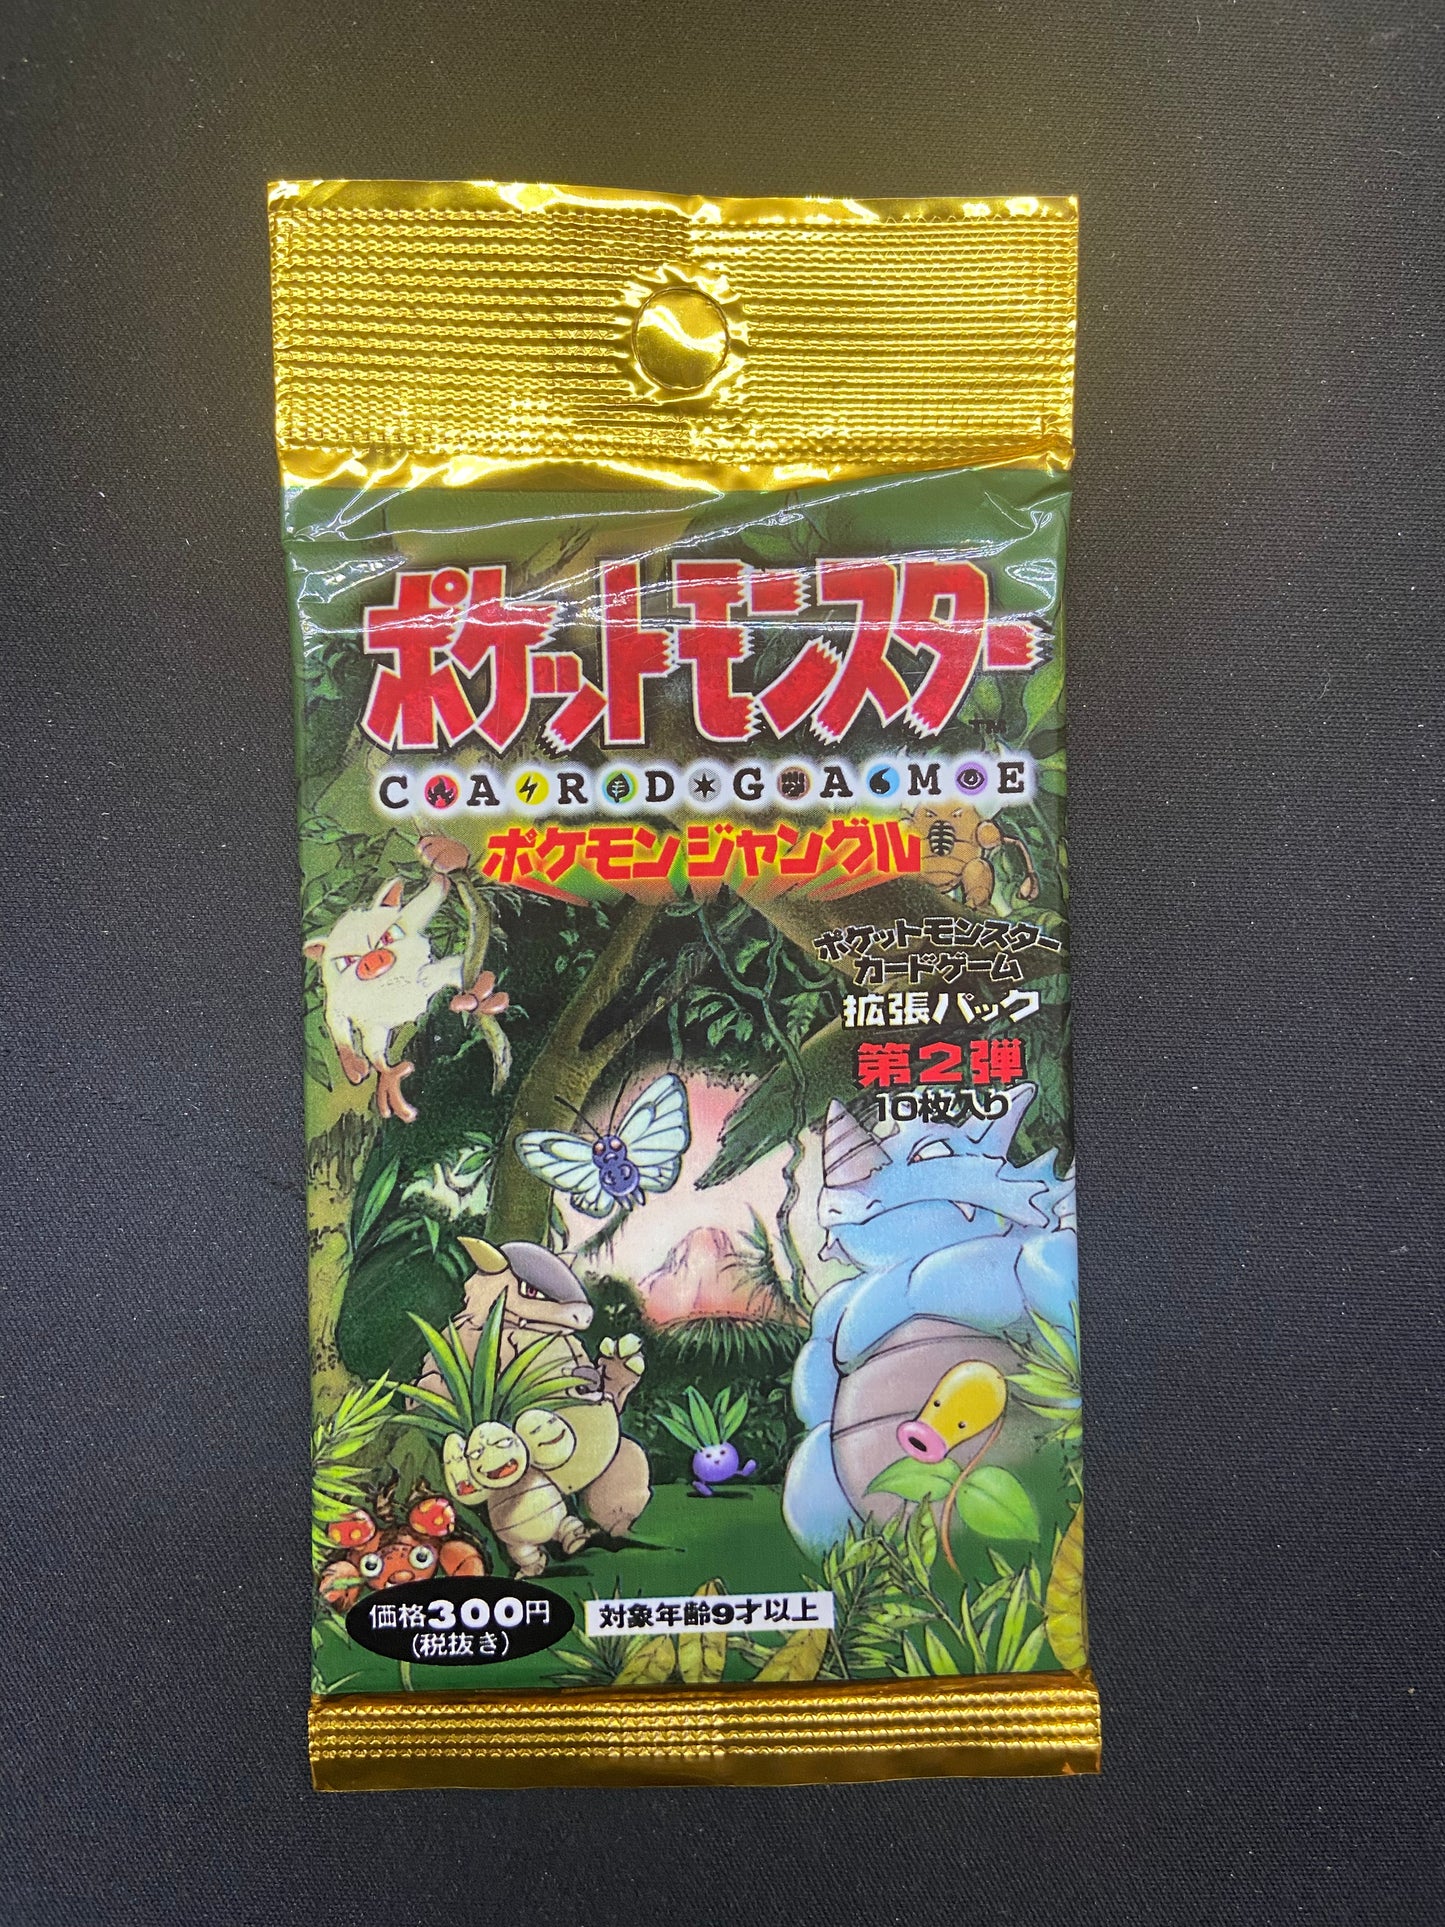 ポケットモンスター
TM
CARD GAME
ポケモンジャングル
ポケットモンスター
カードゲーム
拡張パック
第2弾
10枚入り
価格300円
(税抜き)
対象年齢9才以上